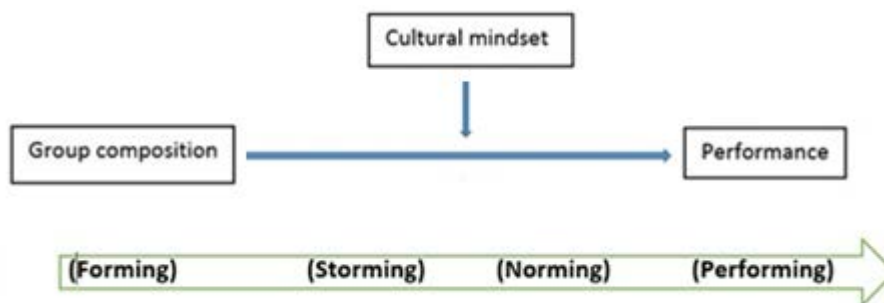 Cultural mindset
Group composition
Performance
(Forming) (Storming) (Norming) (Performing)